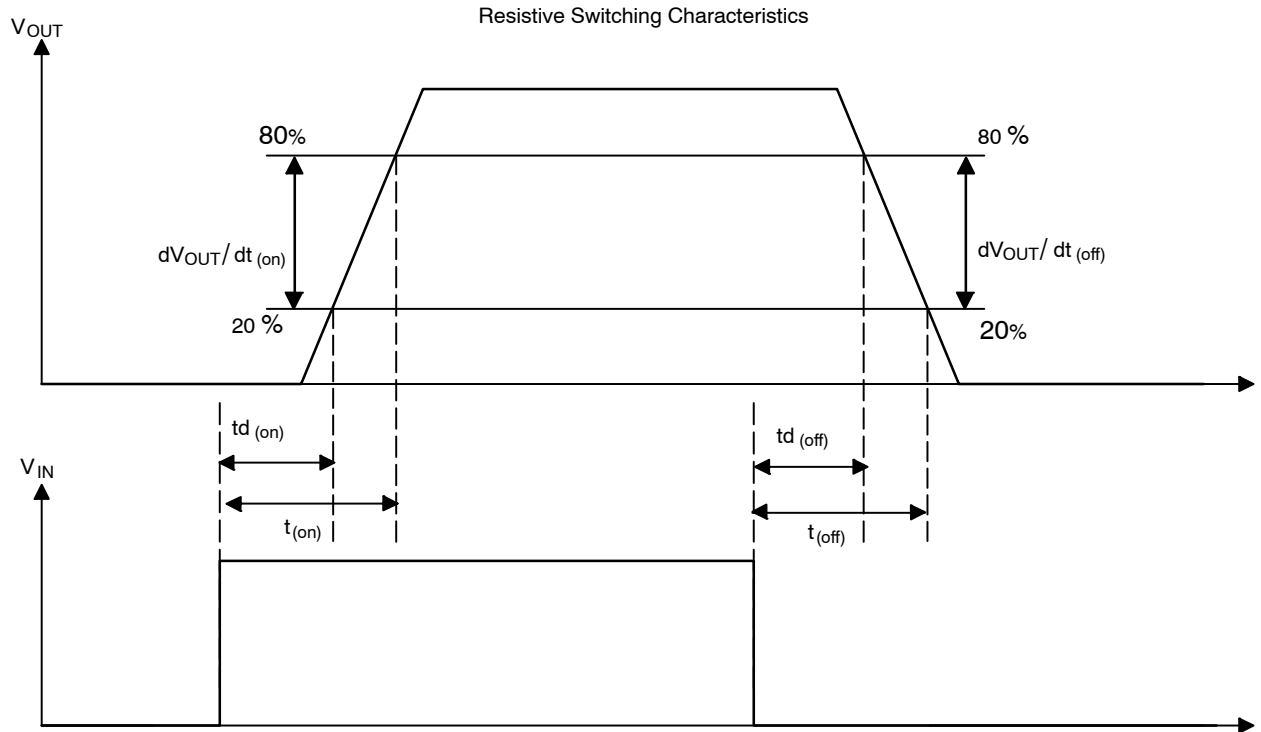 Resistive Switching Characteristics
VOUT
80%
80 %
dVOUT/ dt (on)
dVOUT/ dt (off)
20 %
20%
td (on)
td (off)
VIN
t(on)
t(off)